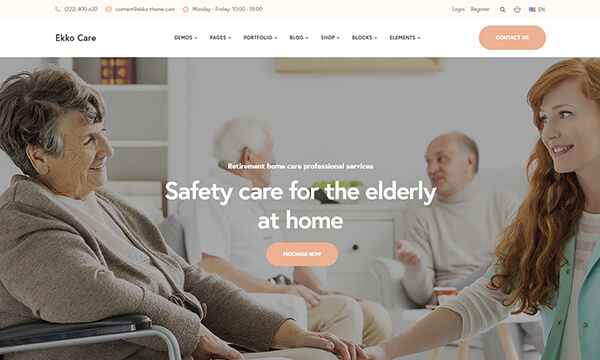 (222) 400-630 contact@ekko-theme.com Monday - Friday: 10:00 - 18:00 Login Register EN
Ekko Care DEMOS PAGES PORTFOLIO BLOG SHOP BLOCKS ELEMENTS CONTACT US
Retirement home care professional services
Safety care for the elderly
at home
PURCHASE NOW